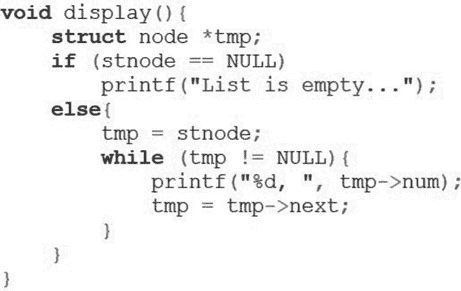 void display(){
    struct node *tmp;
    if (stnode == NULL)
        printf("List is empty...");
    else{
        tmp = stnode;
        while (tmp != NULL){
            printf("%d, ", tmp->num);
            tmp = tmp->next;
        }
    }
}